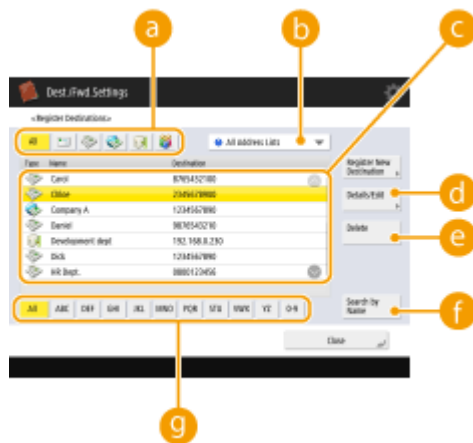 a
b
c
Dest./Fwd.Settings
<Register Destinations>
All
All Address Lists
Type Name Destination
Register New Destination
Carol 8765432100
Chloe 2345678900
Details/Edit
d
Company A 1234567890
Daniel 9876543210
Delete
e
Development dept 192.168.0.230
Dick 1234567890
HR Dept. 0000123456
All ABC DEF GHI JKL MNO PQR STU VWX YZ 0-9
Search by Name
f
Close
g